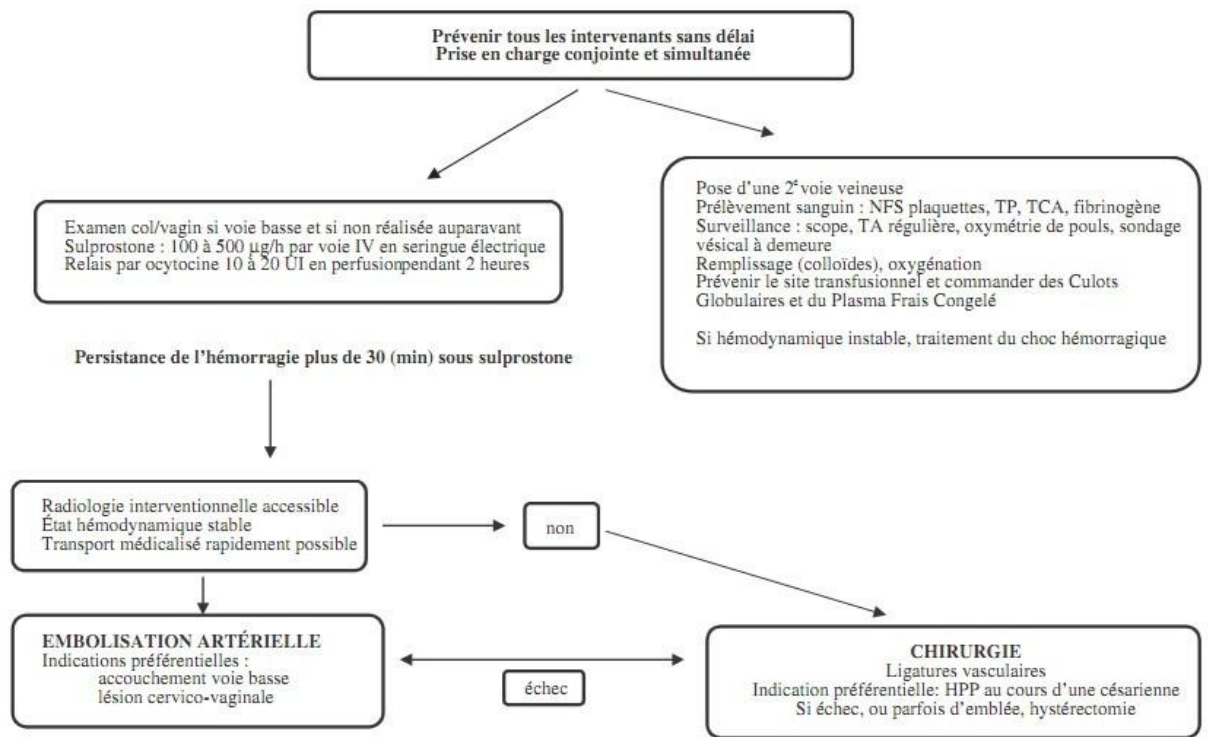 Prévenir tous les intervenants sans délai
Prise en charge conjointe et simultanée
Examen col/vagin si voie basse et si non réalisée auparavant
Sulprostone : 100 à 500 µg/h par voie IV en seringue électrique
Relais par ocytocine 10 à 20 UI en perfusionpendant 2 heures
Pose d'une 2e voie veineuse
Prélèvement sanguin : NFS plaquettes, TP, TCA, fibrinogène
Surveillance : scope, TA régulière, oxymétrie de pouls, sondage
vésical à demeure
Remplissage (colloïdes), oxygénation
Prévenir le site transfusionnel et commander des Culots
Globulaires et du Plasma Frais Congelé
Si hémodynamique instable, traitement du choc hémorragique
Persistance de l'hémorragie plus de 30 (min) sous sulprostone
Radiologie interventionnelle accessible
État hémodynamique stable
Transport médicalisé rapidement possible
non
EMBOLISATION ARTÉRIELLE
Indications préférentielles :
accouchement voie basse
lésion cervico-vaginale
échec
CHIRURGIE
Ligatures vasculaires
Indication préférentielle: HPP au cours d'une césarienne
Si échec, ou parfois d'emblée, hystérectomie